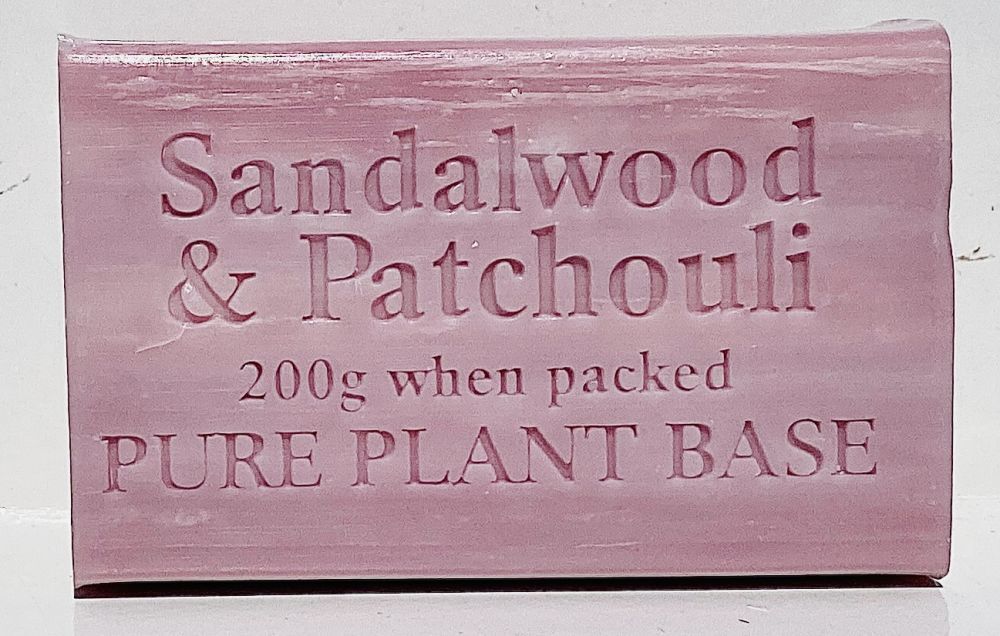 Sandalwood
& Patchouli
200g when packed
PURE PLANT BASE